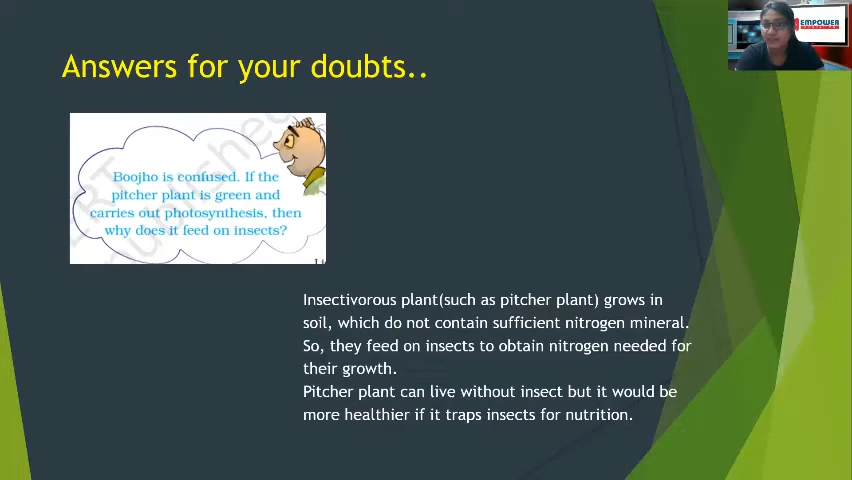 EMPOWER
Answers for your doubts..
Boojho is confused. If the
pitcher plant is green and
carries out photosynthesis, then
why does it feed on insects?
Insectivorous plant(such as pitcher plant) grows in
soil, which do not contain sufficient nitrogen mineral.
So, they feed on insects to obtain nitrogen needed for
their growth.
Pitcher plant can live without insect but it would be
more healthier if it traps insects for nutrition.